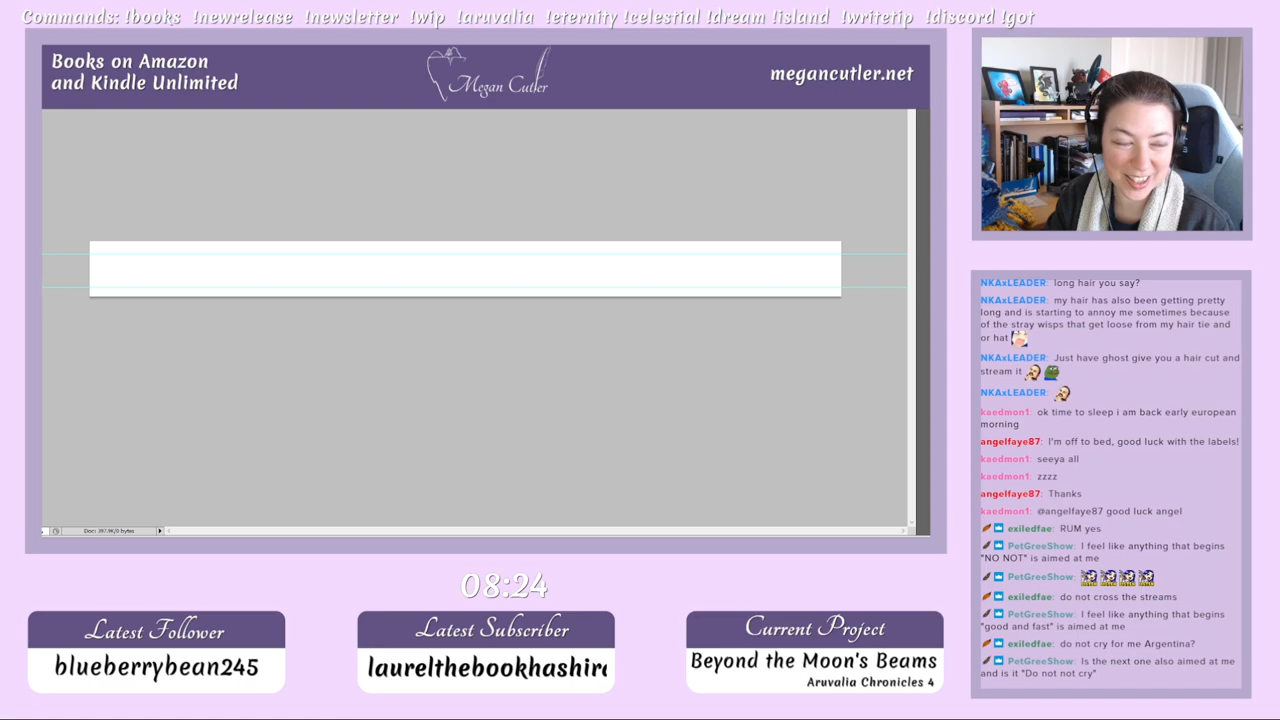 Commands: !books !newrelease !newsletter !wip !aruvalia !eternity !celestial !dream !island !writetip !discord !got
Books on Amazon
and Kindle Unlimited
Megan Cutler
megancutler.net
Doc: 397.9K/0 bytes
08:24
Latest Follower
blueberrybean245
Latest Subscriber
laurelthebookhashira
Current Project
Beyond the Moon's Beams
Aruvalia Chronicles 4
NKAxLEADER: long hair you say?
NKAxLEADER: my hair has also been getting pretty
long and is starting to annoy me sometimes because
of the stray wisps that get loose from my hair tie and
or hat
NKAxLEADER: Just have ghost give you a hair cut and
stream it
NKAxLEADER:
kaedmon1: ok time to sleep i am back early european
morning
angelfaye87: I'm off to bed, good luck with the labels!
kaedmon1: seeya all
kaedmon1: zzzz
angelfaye87: Thanks
kaedmon1: @angelfaye87 good luck angel
exiledfae: RUM yes
PetGreeShow: I feel like anything that begins
"NO NOT" is aimed at me
PetGreeShow:
exiledfae: do not cross the streams
PetGreeShow: I feel like anything that begins
"good and fast" is aimed at me
exiledfae: do not cry for me Argentina?
PetGreeShow: Is the next one also aimed at me
and is it "Do not not cry"